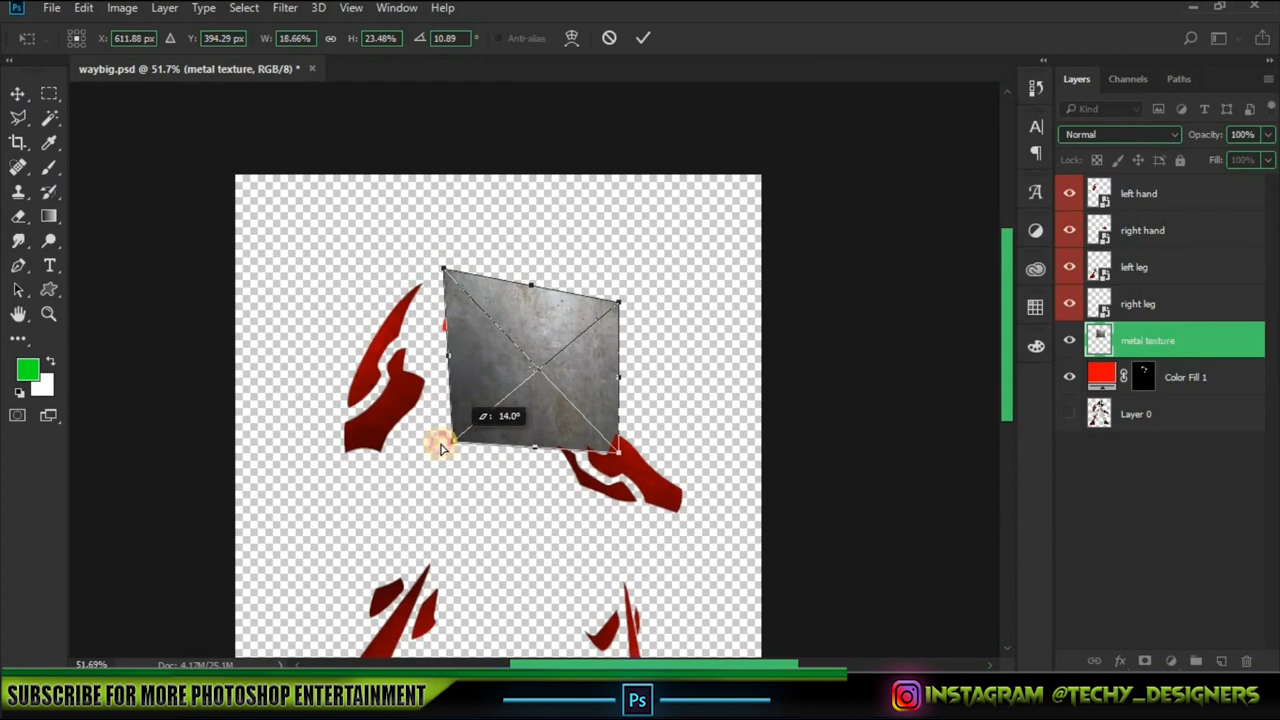 Ps File Edit Image Layer Type Select Filter 3D View Window Help
X: 611.88 px Y: 394.29 px W: 18.66% H: 23.48% 10.89 ° Anti-alias
waybig.psd @ 51.7% (metal texture, RGB/8) * ×
Layers Channels Paths
Kind
Normal Opacity: 100%
Lock: Fill: 100%
left hand
right hand
left leg
right leg
metal texture
Color Fill 1
Layer 0
14.0°
51.69% Doc: 4.17M/25.1M
SUBSCRIBE FOR MORE PHOTOSHOP ENTERTAINMENT
Ps
INSTAGRAM @TECHY_DESIGNERS